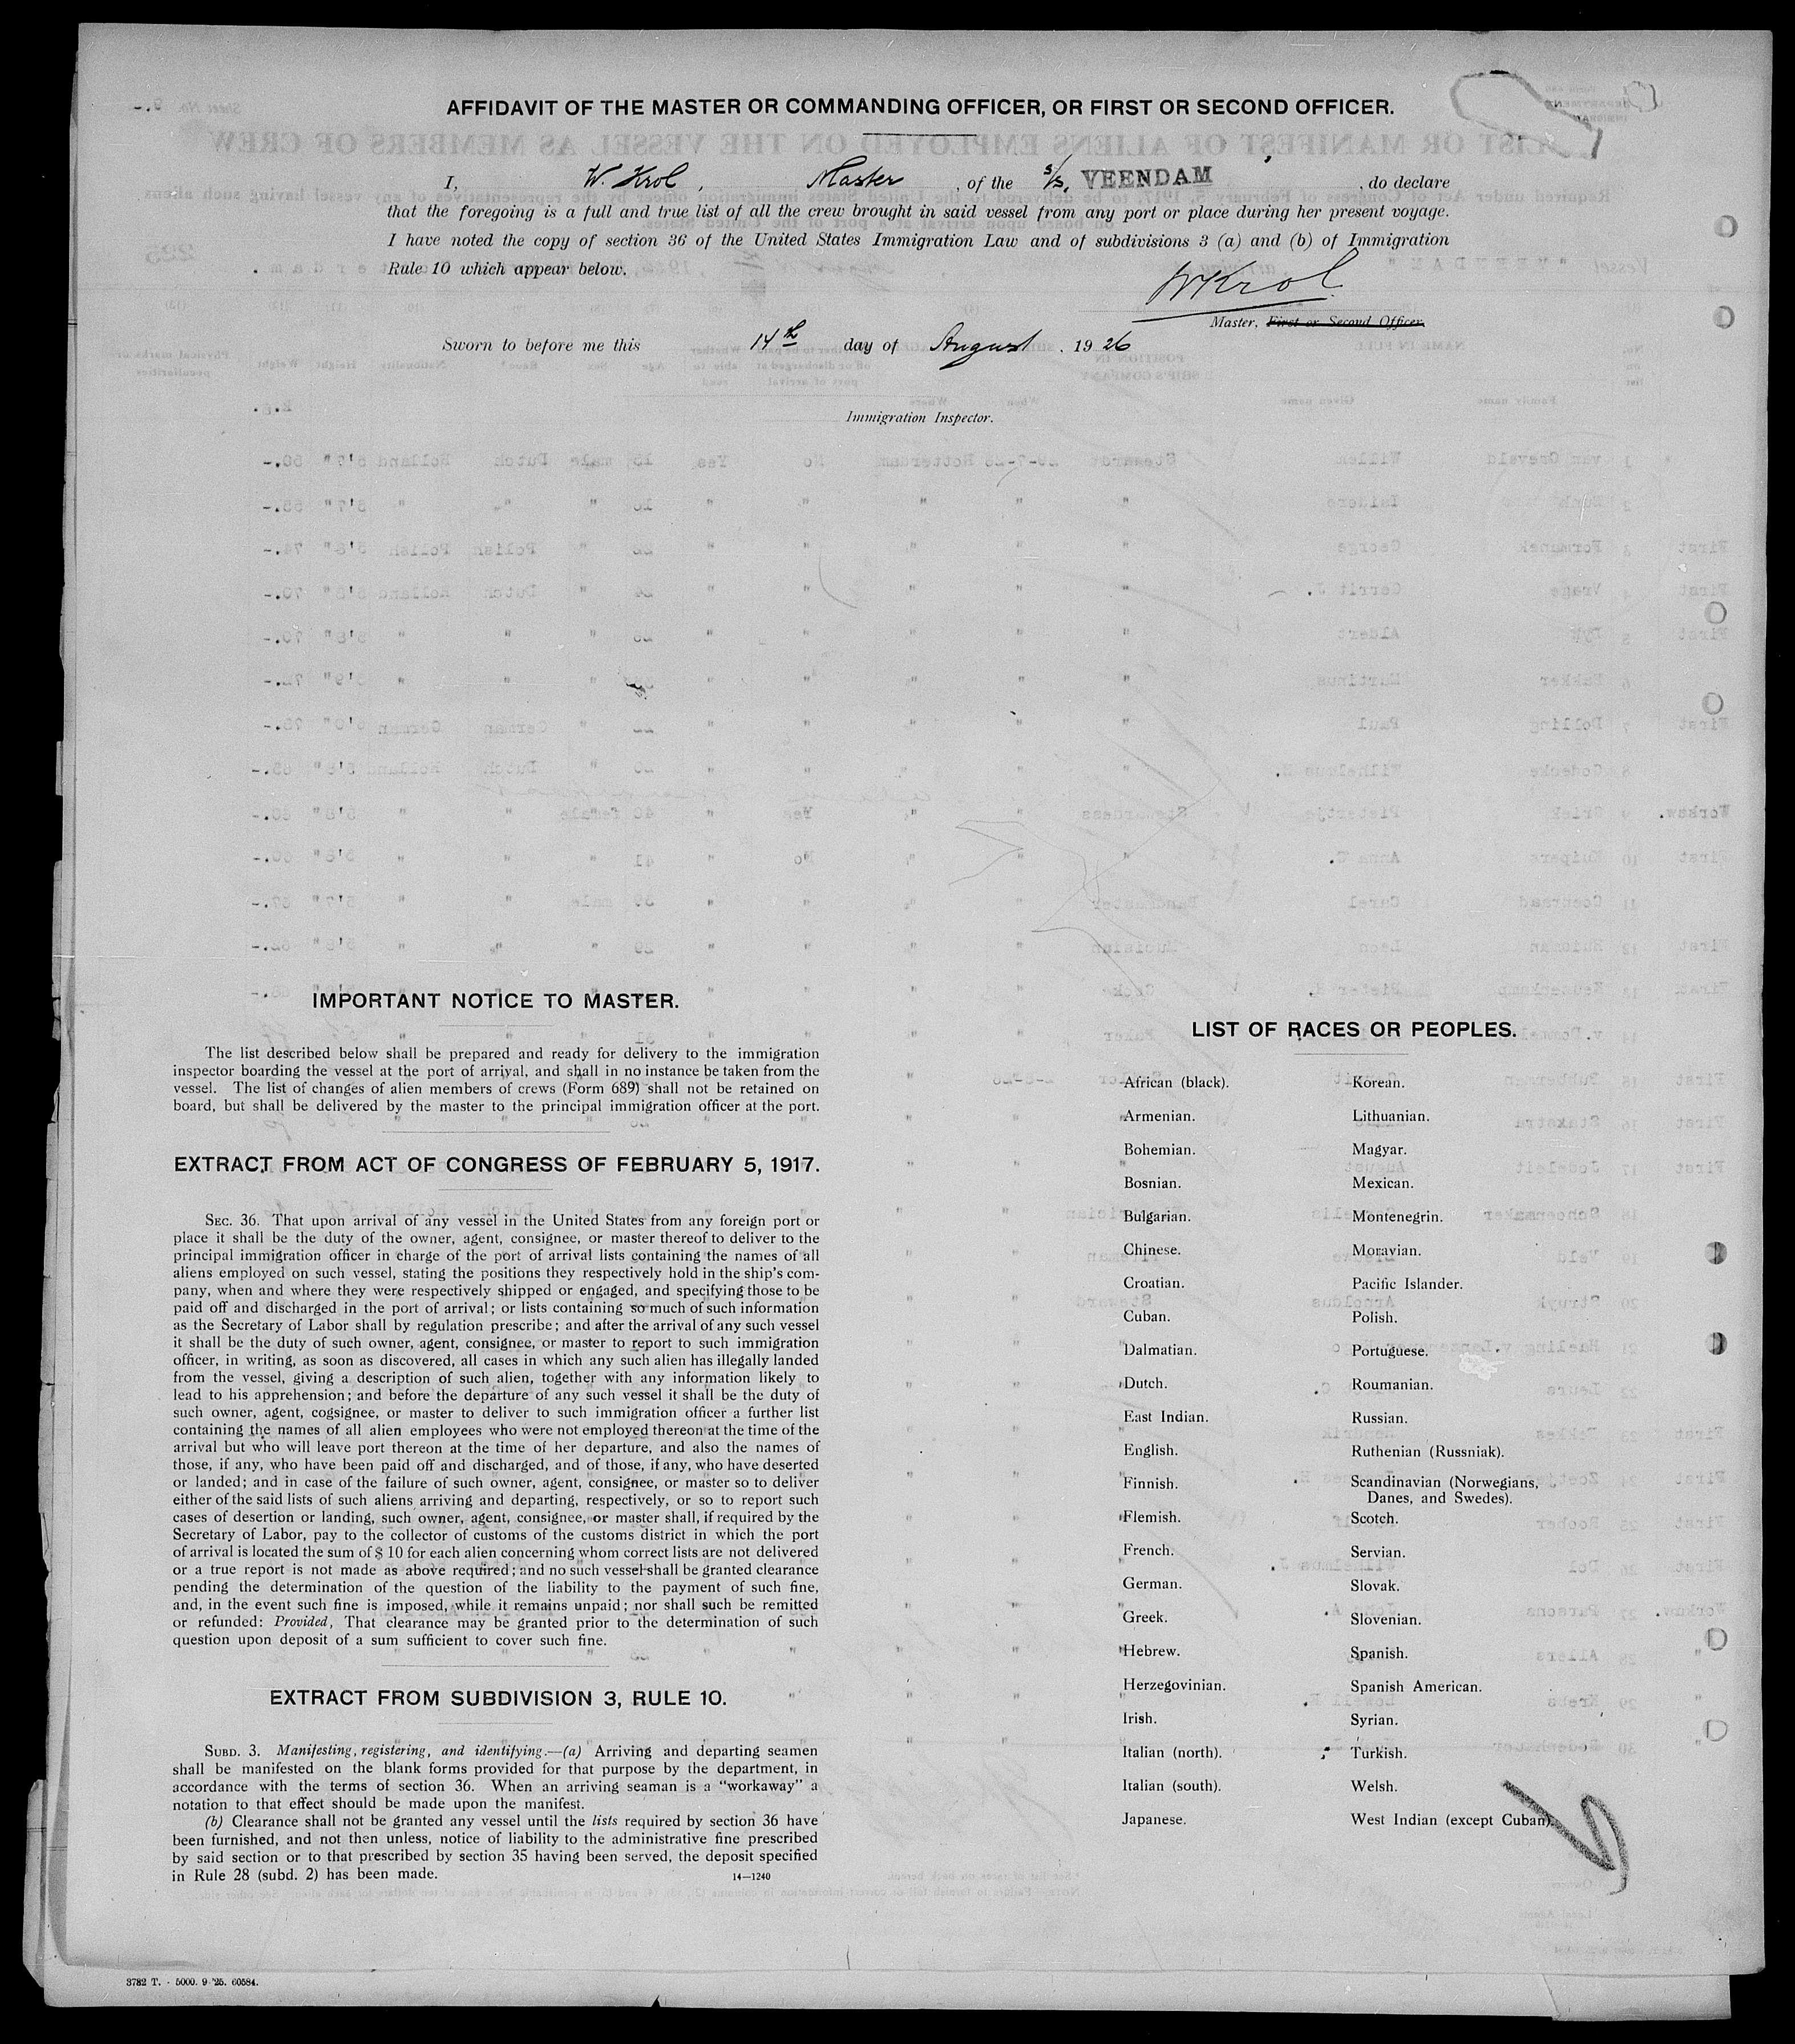 AFFIDAVIT OF THE MASTER OR COMMANDING OFFICER, OR FIRST OR SECOND OFFICER.
I, W. Krol, Master, of the s/s. VEENDAM, do declare
that the foregoing is a full and true list of all the crew brought in said vessel from any port or place during her present voyage.
I have noted the copy of section 36 of the United States Immigration Law and of subdivisions 3 (a) and (b) of Immigration
Rule 10 which appear below.
WKrol
Master, First or Second Officer.
Sworn to before me this 14th day of August, 1926
Immigration Inspector.
IMPORTANT NOTICE TO MASTER.
The list described below shall be prepared and ready for delivery to the immigration
inspector boarding the vessel at the port of arrival, and shall in no instance be taken from the
vessel. The list of changes of alien members of crews (Form 689) shall not be retained on
board, but shall be delivered by the master to the principal immigration officer at the port.
EXTRACT FROM ACT OF CONGRESS OF FEBRUARY 5, 1917.
SEC. 36. That upon arrival of any vessel in the United States from any foreign port or
place it shall be the duty of the owner, agent, consignee, or master thereof to deliver to the
principal immigration officer in charge of the port of arrival lists containing the names of all
aliens employed on such vessel, stating the positions they respectively hold in the ship's com-
pany, when and where they were respectively shipped or engaged, and specifying those to be
paid off and discharged in the port of arrival; or lists containing so much of such information
as the Secretary of Labor shall by regulation prescribe; and after the arrival of any such vessel
it shall be the duty of such owner, agent, consignee, or master to report to such immigration
officer, in writing, as soon as discovered, all cases in which any such alien has illegally landed
from the vessel, giving a description of such alien, together with any information likely to
lead to his apprehension; and before the departure of any such vessel it shall be the duty of
such owner, agent, cogsignee, or master to deliver to such immigration officer a further list
containing the names of all alien employees who were not employed thereon at the time of the
arrival but who will leave port thereon at the time of her departure, and also the names of
those, if any, who have been paid off and discharged, and of those, if any, who have deserted
or landed; and in case of the failure of such owner, agent, consignee, or master so to deliver
either of the said lists of such aliens arriving and departing, respectively, or so to report such
cases of desertion or landing, such owner, agent, consignee, or master shall, if required by the
Secretary of Labor, pay to the collector of customs of the customs district in which the port
of arrival is located the sum of $ 10 for each alien concerning whom correct lists are not delivered
or a true report is not made as above required; and no such vessel shall be granted clearance
pending the determination of the question of the liability to the payment of such fine,
and, in the event such fine is imposed, while it remains unpaid; nor shall such be remitted
or refunded: Provided, That clearance may be granted prior to the determination of such
question upon deposit of a sum sufficient to cover such fine.
EXTRACT FROM SUBDIVISION 3, RULE 10.
SUBD. 3. Manifesting, registering, and identifying.—(a) Arriving and departing seamen
shall be manifested on the blank forms provided for that purpose by the department, in
accordance with the terms of section 36. When an arriving seaman is a "workaway" a
notation to that effect should be made upon the manifest.
(b) Clearance shall not be granted any vessel until the lists required by section 36 have
been furnished, and not then unless, notice of liability to the administrative fine prescribed
by said section or to that prescribed by section 35 having been served, the deposit specified
in Rule 28 (subd. 2) has been made.
14—1240
LIST OF RACES OR PEOPLES.
African (black).
Armenian.
Bohemian.
Bosnian.
Bulgarian.
Chinese.
Croatian.
Cuban.
Dalmatian.
Dutch.
East Indian.
English.
Finnish.
Flemish.
French.
German.
Greek.
Hebrew.
Herzegovinian.
Irish.
Italian (north).
Italian (south).
Japanese.
Korean.
Lithuanian.
Magyar.
Mexican.
Montenegrin.
Moravian.
Pacific Islander.
Polish.
Portuguese.
Roumanian.
Russian.
Ruthenian (Russniak).
Scandinavian (Norwegians,
Danes, and Swedes).
Scotch.
Servian.
Slovak.
Slovenian.
Spanish.
Spanish American.
Syrian.
Turkish.
Welsh.
West Indian (except Cuban).
3782 T. - 5000. 9 '25. 60584.